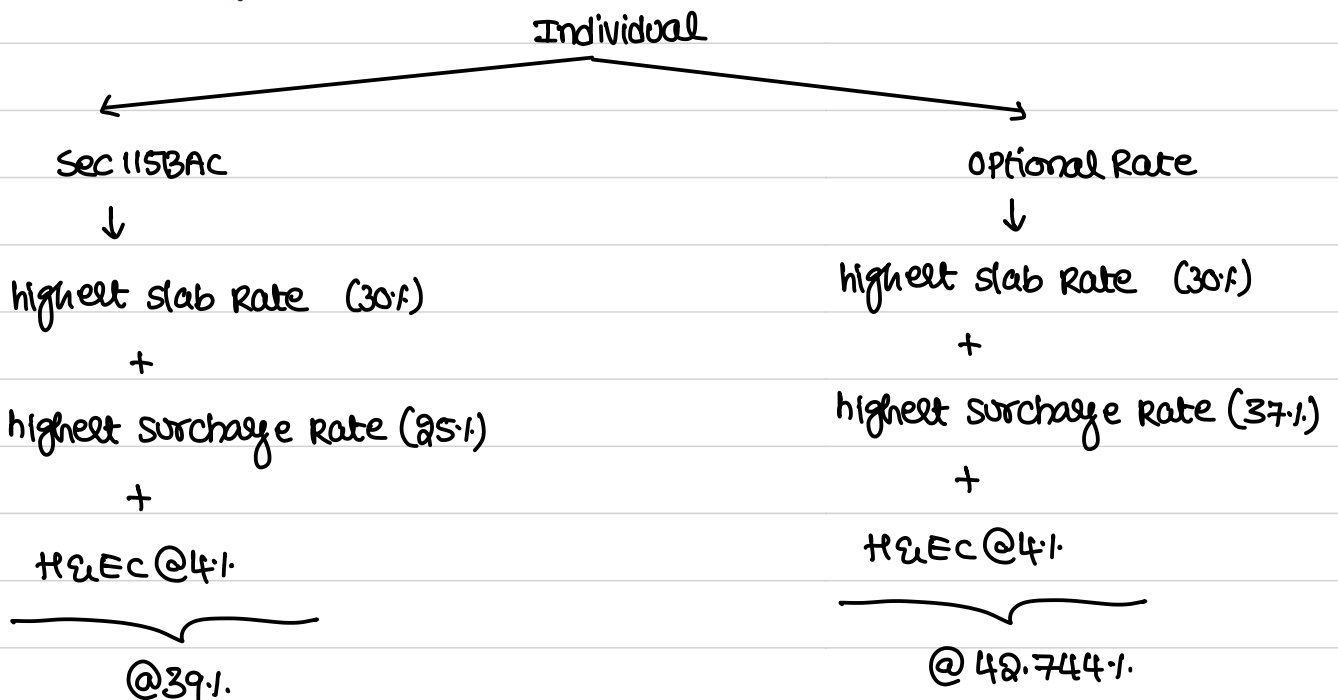 Individual
Sec 115BAC
↓
highest slab Rate (30%)
+
highest surcharge Rate (25%)
+
H&EC @4%
@39%.
Optional Rate
↓
highest slab Rate (30%)
+
highest surcharge Rate (37%)
+
H&EC @4%
@ 42.744%.